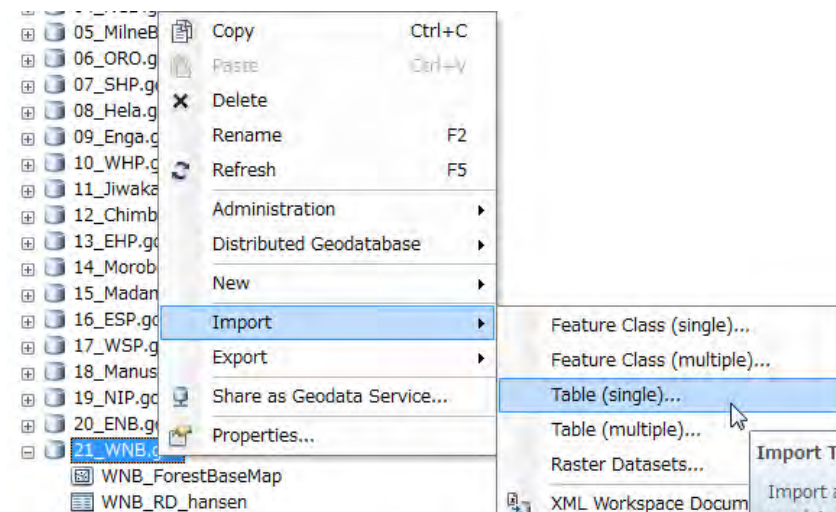 05_MilneB
06_ORO.g
07_SHP.g
08_Hela.g
09_Enga.g
10_WHP.g
11_Jiwaka
12_Chimb
13_EHP.g
14_Morob
15_Madan
16_ESP.g
17_WSP.g
18_Manus
19_NIP.gd
20_ENB.g
21_WNB.g
WNB_ForestBaseMap
WNB_RD_hansen
Copy Ctrl+C
Paste Ctrl+V
Delete
Rename F2
Refresh F5
Administration
Distributed Geodatabase
New
Import
Export
Share as Geodata Service...
Properties...
Feature Class (single)...
Feature Class (multiple)...
Table (single)...
Table (multiple)...
Raster Datasets...
XML Workspace Docum
Import T
Import a